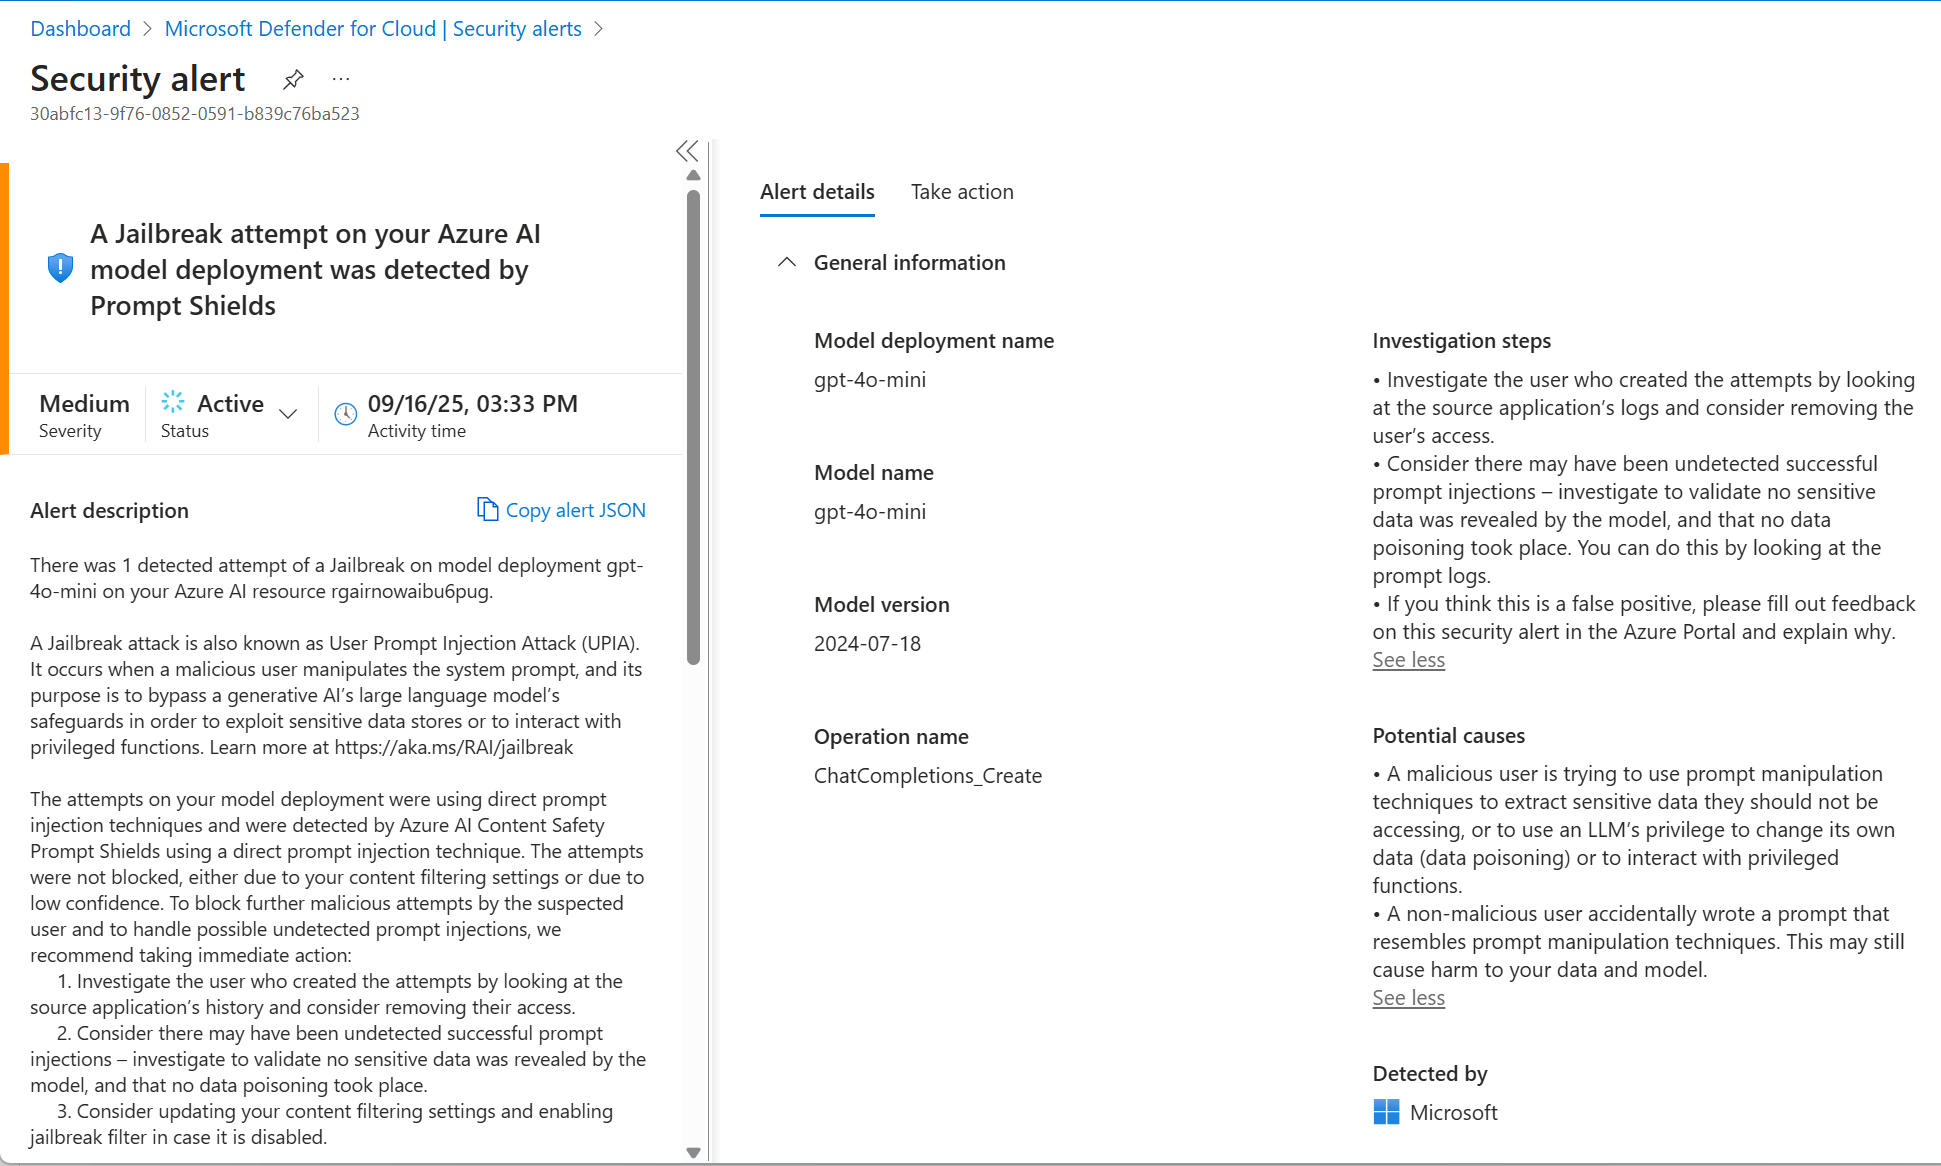 Dashboard > Microsoft Defender for Cloud | Security alerts >
Security alert
30abfc13-9f76-0852-0591-b839c76ba523
A Jailbreak attempt on your Azure AI
model deployment was detected by
Prompt Shields
Medium
Severity
Active
Status
09/16/25, 03:33 PM
Activity time
Alert description
Copy alert JSON
There was 1 detected attempt of a Jailbreak on model deployment gpt-
4o-mini on your Azure AI resource rgairnowaibu6pug.
A Jailbreak attack is also known as User Prompt Injection Attack (UPIA).
It occurs when a malicious user manipulates the system prompt, and its
purpose is to bypass a generative AI’s large language model’s
safeguards in order to exploit sensitive data stores or to interact with
privileged functions. Learn more at https://aka.ms/RAI/jailbreak
The attempts on your model deployment were using direct prompt
injection techniques and were detected by Azure AI Content Safety
Prompt Shields using a direct prompt injection technique. The attempts
were not blocked, either due to your content filtering settings or due to
low confidence. To block further malicious attempts by the suspected
user and to handle possible undetected prompt injections, we
recommend taking immediate action:
1. Investigate the user who created the attempts by looking at the
source application’s history and consider removing their access.
2. Consider there may have been undetected successful prompt
injections – investigate to validate no sensitive data was revealed by the
model, and that no data poisoning took place.
3. Consider updating your content filtering settings and enabling
jailbreak filter in case it is disabled.
Alert details
Take action
General information
Model deployment name
gpt-4o-mini
Model name
gpt-4o-mini
Model version
2024-07-18
Operation name
ChatCompletions_Create
Investigation steps
• Investigate the user who created the attempts by looking
at the source application’s logs and consider removing the
user’s access.
• Consider there may have been undetected successful
prompt injections – investigate to validate no sensitive
data was revealed by the model, and that no data
poisoning took place. You can do this by looking at the
prompt logs.
• If you think this is a false positive, please fill out feedback
on this security alert in the Azure Portal and explain why.
See less
Potential causes
• A malicious user is trying to use prompt manipulation
techniques to extract sensitive data they should not be
accessing, or to use an LLM’s privilege to change its own
data (data poisoning) or to interact with privileged
functions.
• A non-malicious user accidentally wrote a prompt that
resembles prompt manipulation techniques. This may still
cause harm to your data and model.
See less
Detected by
Microsoft